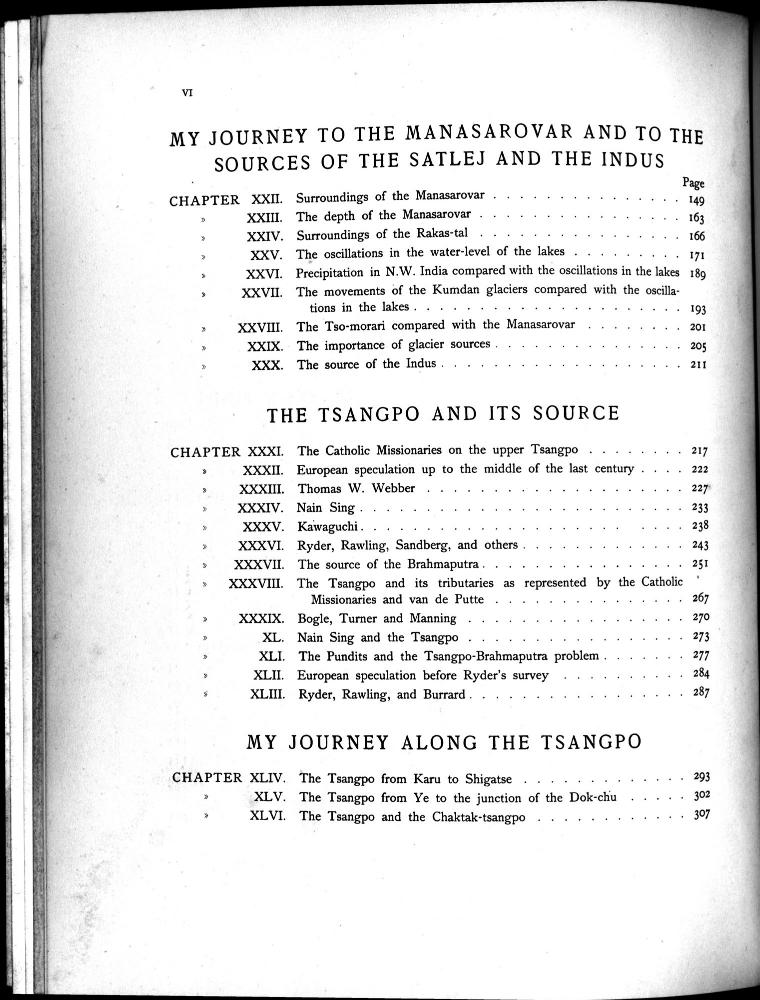 VI
MY JOURNEY TO THE MANASAROVAR AND TO THE
SOURCES OF THE SATLEJ AND THE INDUS
Page
CHAPTER XXII. Surroundings of the Manasarovar . . . . . . . . . . . . . . . 149
» XXIII. The depth of the Manasarovar . . . . . . . . . . . . . . . . 163
» XXIV. Surroundings of the Rakas-tal . . . . . . . . . . . . . . . . 166
» XXV. The oscillations in the water-level of the lakes . . . . . . . . . 171
» XXVI. Precipitation in N.W. India compared with the oscillations in the lakes 189
» XXVII. The movements of the Kumdan glaciers compared with the oscilla-
tions in the lakes . . . . . . . . . . . . . . . . . . . . . 193
» XXVIII. The Tso-morari compared with the Manasarovar . . . . . . . . 201
» XXIX. The importance of glacier sources . . . . . . . . . . . . . . . 205
» XXX. The source of the Indus . . . . . . . . . . . . . . . . . . . 211
THE TSANGPO AND ITS SOURCE
CHAPTER XXXI. The Catholic Missionaries on the upper Tsangpo . . . . . . . . 217
» XXXII. European speculation up to the middle of the last century . . . . 222
» XXXIII. Thomas W. Webber . . . . . . . . . . . . . . . . . . . . 227
» XXXIV. Nain Sing . . . . . . . . . . . . . . . . . . . . . . . . . 233
» XXXV. Kawaguchi . . . . . . . . . . . . . . . . . . . . . . . . 238
» XXXVI. Ryder, Rawling, Sandberg, and others . . . . . . . . . . . . . 243
» XXXVII. The source of the Brahmaputra . . . . . . . . . . . . . . . . 251
» XXXVIII. The Tsangpo and its tributaries as represented by the Catholic
Missionaries and van de Putte . . . . . . . . . . . . . . . 267
» XXXIX. Bogle, Turner and Manning . . . . . . . . . . . . . . . . . 270
» XL. Nain Sing and the Tsangpo . . . . . . . . . . . . . . . . . 273
» XLI. The Pundits and the Tsangpo-Brahmaputra problem . . . . . . . 277
» XLII. European speculation before Ryder's survey . . . . . . . . . . 284
» XLIII. Ryder, Rawling, and Burrard . . . . . . . . . . . . . . . . . 287
MY JOURNEY ALONG THE TSANGPO
CHAPTER XLIV. The Tsangpo from Karu to Shigatse . . . . . . . . . . . . . 293
» XLV. The Tsangpo from Ye to the junction of the Dok-chu . . . . . 302
» XLVI. The Tsangpo and the Chaktak-tsangpo . . . . . . . . . . . . 307